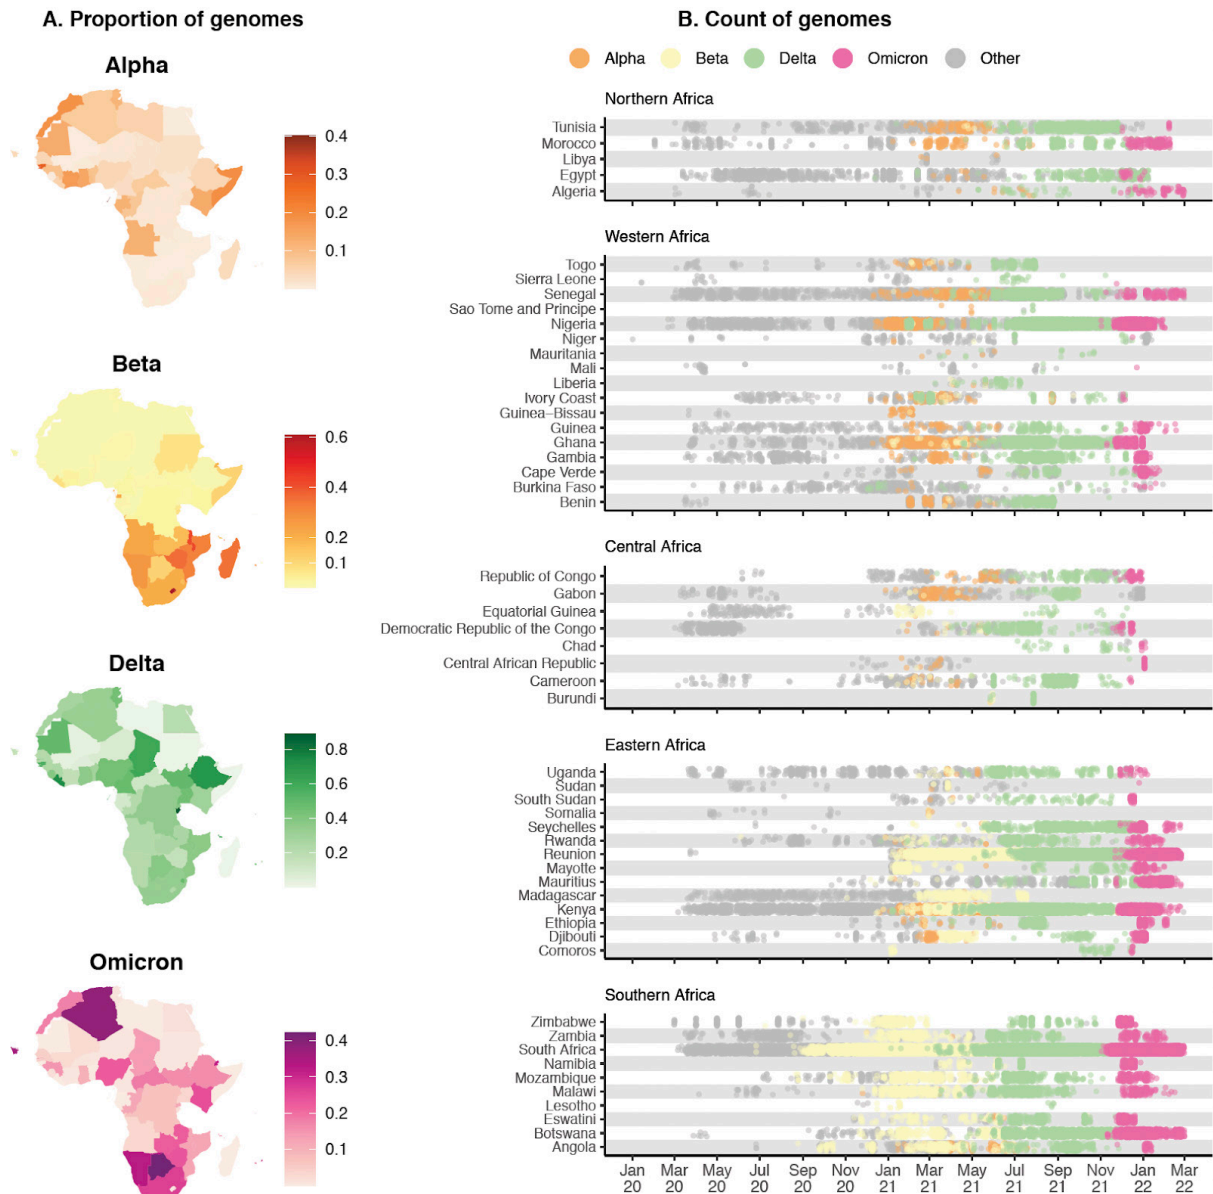 A. Proportion of genomes
Alpha
0.4
0.3
0.2
0.1
Beta
0.6
0.4
0.2
0.1
Delta
0.8
0.6
0.4
0.2
Omicron
0.4
0.3
0.2
0.1
B. Count of genomes
Alpha Beta Delta Omicron Other
Northern Africa
Tunisia
Morocco
Libya
Egypt
Algeria
Western Africa
Togo
Sierra Leone
Senegal
Sao Tome and Principe
Nigeria
Niger
Mauritania
Mali
Liberia
Ivory Coast
Guinea−Bissau
Guinea
Ghana
Gambia
Cape Verde
Burkina Faso
Benin
Central Africa
Republic of Congo
Gabon
Equatorial Guinea
Democratic Republic of the Congo
Chad
Central African Republic
Cameroon
Burundi
Eastern Africa
Uganda
Sudan
South Sudan
Somalia
Seychelles
Rwanda
Reunion
Mayotte
Mauritius
Madagascar
Kenya
Ethiopia
Djibouti
Comoros
Southern Africa
Zimbabwe
Zambia
South Africa
Namibia
Mozambique
Malawi
Lesotho
Eswatini
Botswana
Angola
Jan Mar May Jul Sep Nov Jan Mar May Jul Sep Nov Jan Mar
20 20 20 20 20 20 21 21 21 21 21 21 22 22